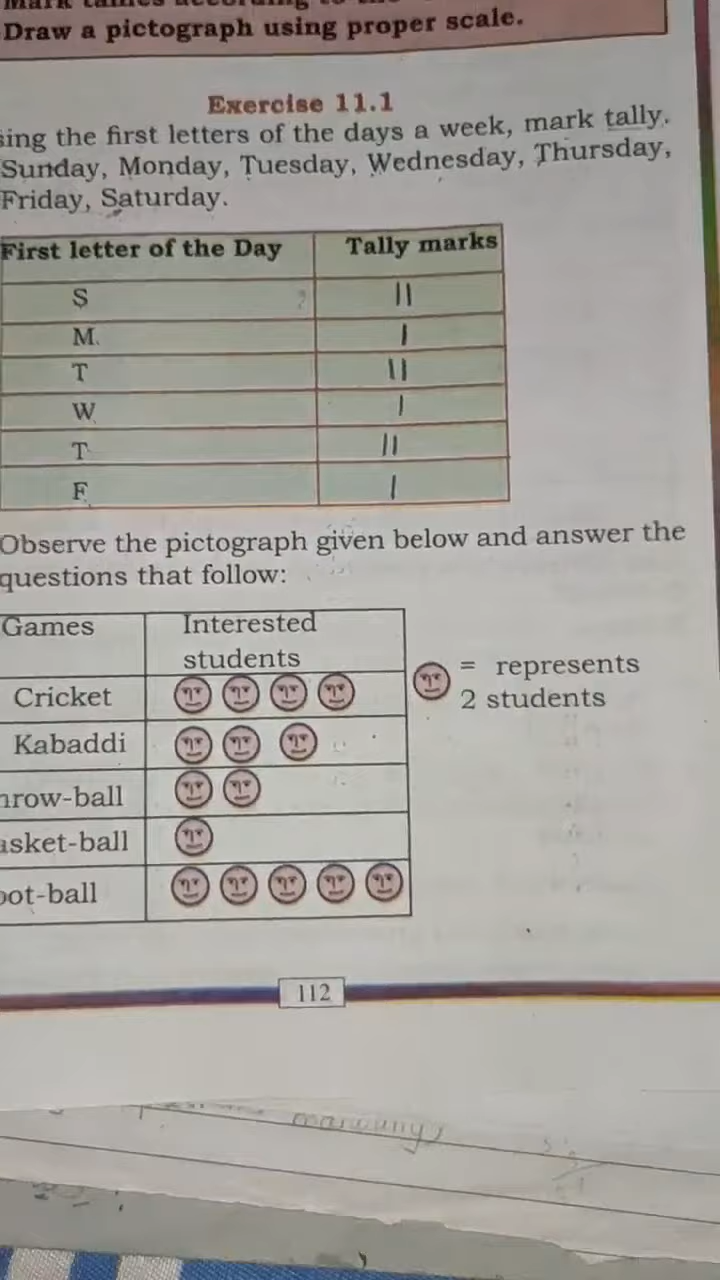 Draw a pictograph using proper scale.
Exercise 11.1
sing the first letters of the days a week, mark tally.
Sunday, Monday, Tuesday, Wednesday, Thursday,
Friday, Saturday.
First letter of the Day Tally marks
S ||
M. |
T ||
W |
T ||
F |
Observe the pictograph given below and answer the
questions that follow:
Games Interested
students
Cricket
= represents
2 students
Kabaddi
hrow-ball
asket-ball
oot-ball
112